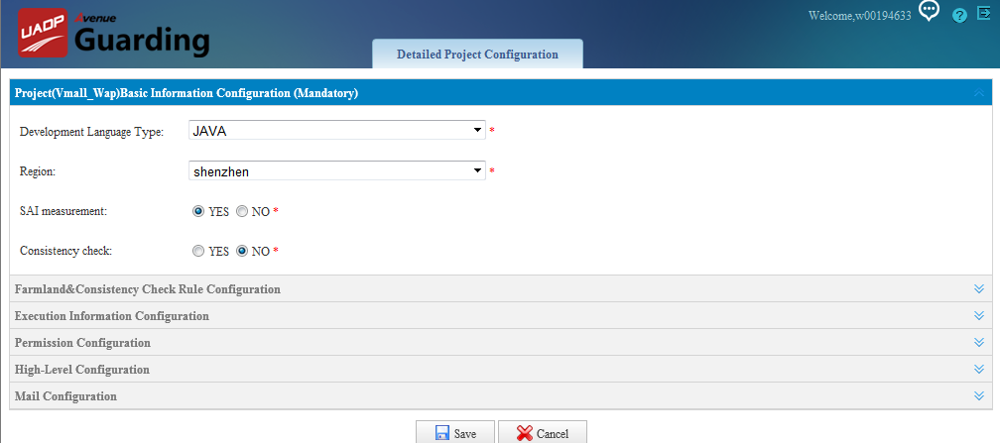 UADP
Avenue
Guarding
Welcome,w00194633
?
Detailed Project Configuration
Project(Vmall_Wap)Basic Information Configuration (Mandatory)
Development Language Type: JAVA *
Region: shenzhen *
SAI measurement: YES NO *
Consistency check: YES NO *
Farmland&Consistency Check Rule Configuration
Execution Information Configuration
Permission Configuration
High-Level Configuration
Mail Configuration
Save Cancel